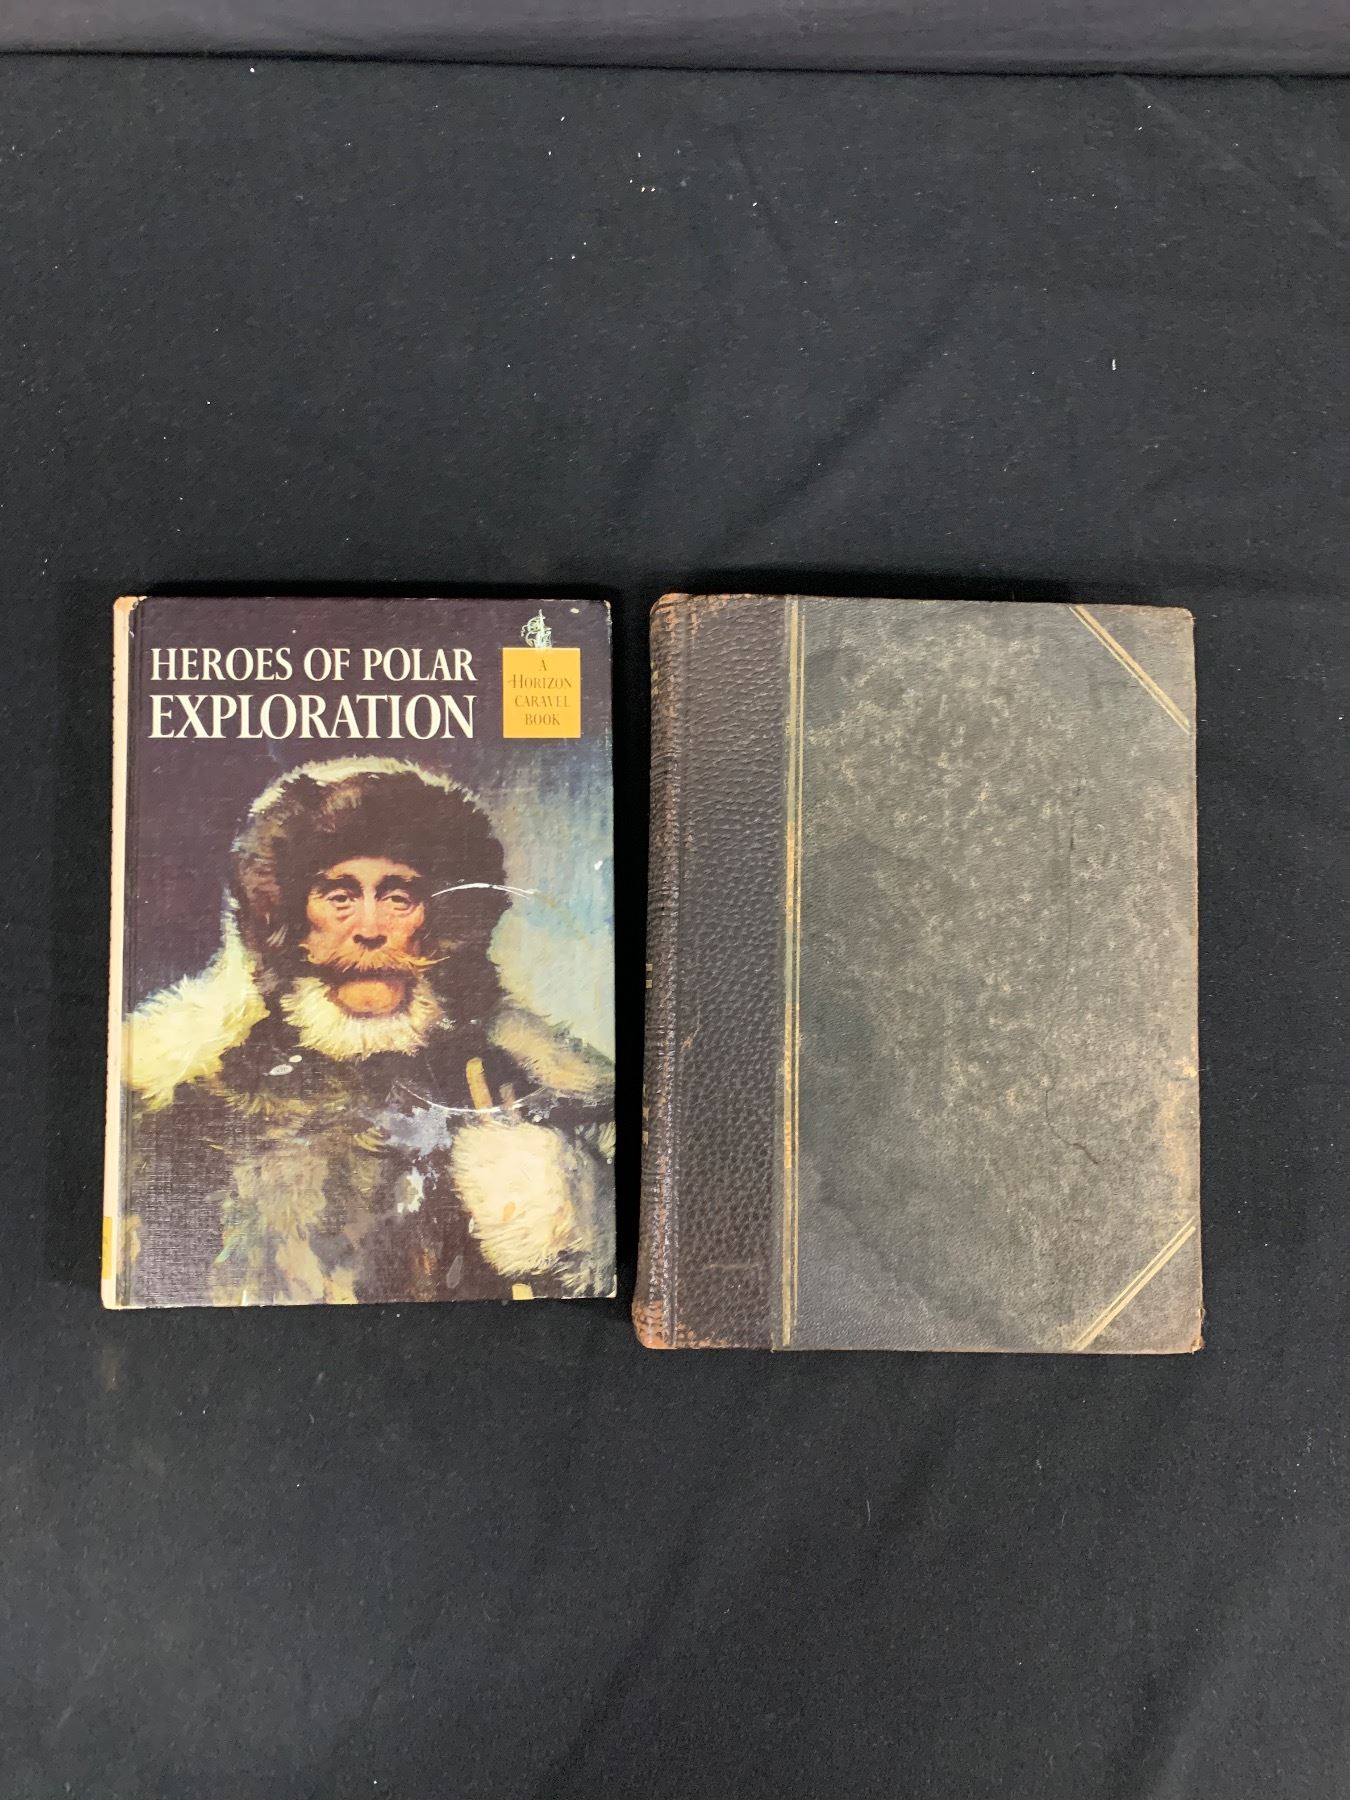 HEROES OF POLAR
EXPLORATION
A
HORIZON
CARAVEL
BOOK